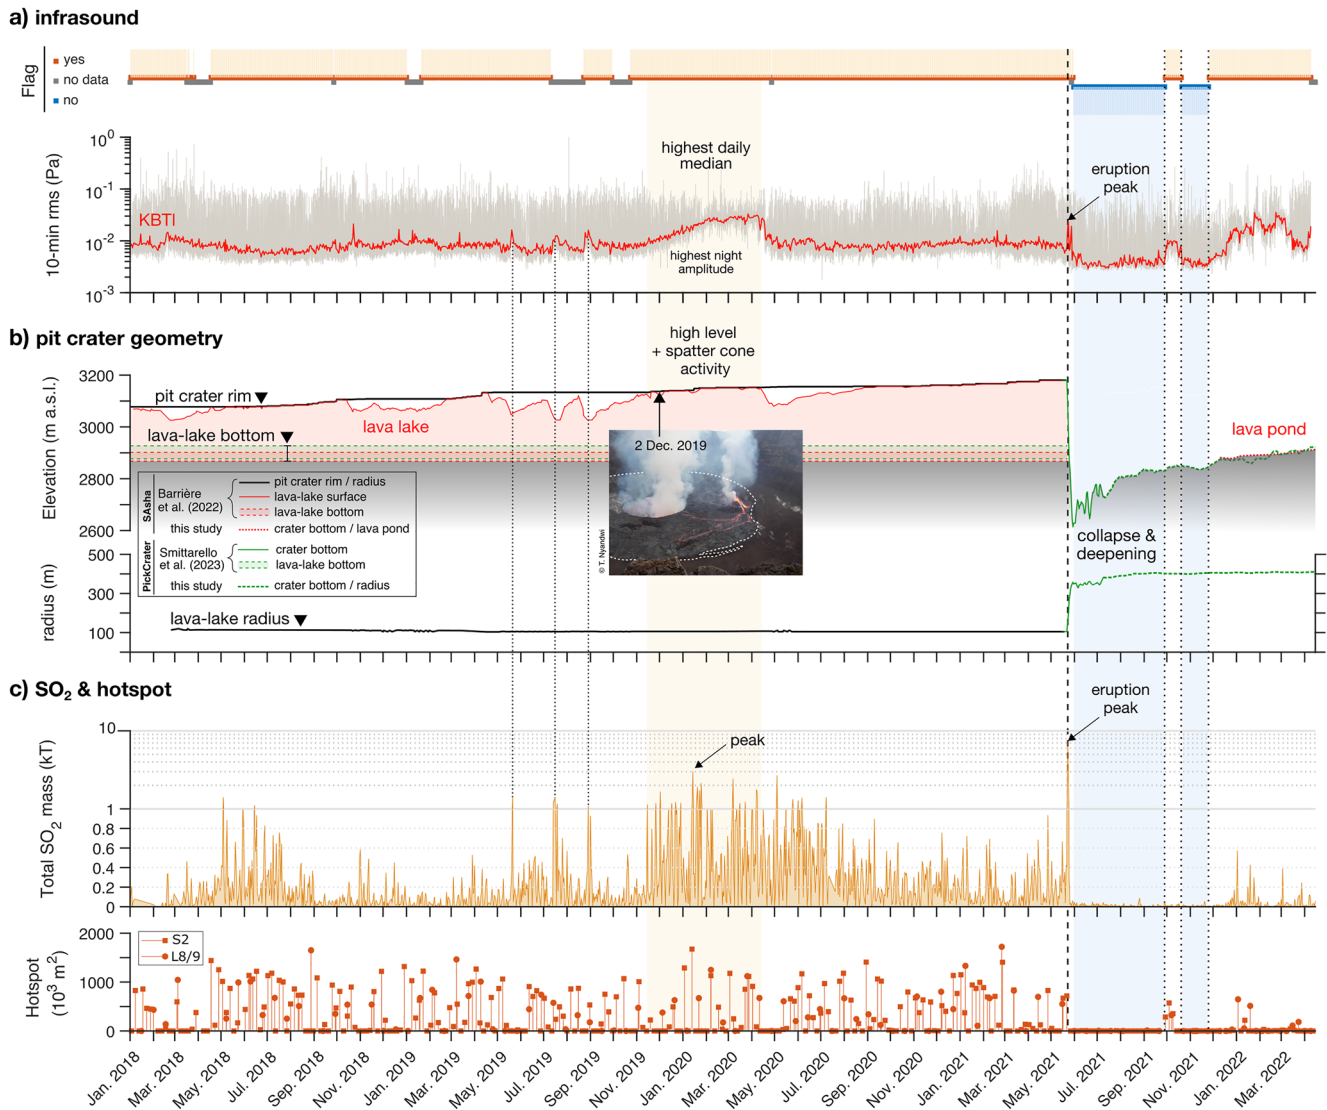 a) infrasound
Flag
yes
no data
no
10-min rms (Pa)
10⁰
10⁻¹
10⁻²
10⁻³
KBTI
highest daily
median
highest night
amplitude
eruption
peak
b) pit crater geometry
high level
+ spatter cone
activity
Elevation (m a.s.l.)
3200
3000
2800
2600
pit crater rim
lava-lake bottom
lava lake
2 Dec. 2019
© T. Nyandwi
lava pond
collapse &
deepening
SAsha
Barrière
et al. (2022)
pit crater rim / radius
lava-lake surface
lava-lake bottom
this study
crater bottom / lava pond
PickCrater
Smittarello
et al. (2023)
crater bottom
lava-lake bottom
this study
crater bottom / radius
radius (m)
500
300
100
lava-lake radius
c) SO₂ & hotspot
Total SO₂ mass (kT)
10
1
0.8
0.6
0.4
0.2
0
peak
eruption
peak
Hotspot
(10³ m²)
2000
1000
0
S2
L8/9
Jan. 2018
Mar. 2018
May. 2018
Jul. 2018
Sep. 2018
Nov. 2018
Jan. 2019
Mar. 2019
May. 2019
Jul. 2019
Sep. 2019
Nov. 2019
Jan. 2020
Mar. 2020
May. 2020
Jul. 2020
Sep. 2020
Nov. 2020
Jan. 2021
Mar. 2021
May. 2021
Jul. 2021
Sep. 2021
Nov. 2021
Jan. 2022
Mar. 2022